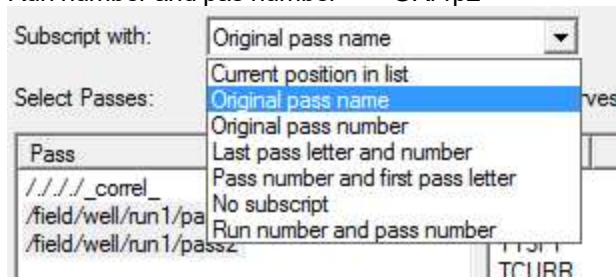 Subscript with: Original pass name
Current position in list
Select Passes: Original pass name
Original pass number
Pass Last pass letter and number
Pass number and first pass letter
/././././_correl_ No subscript
/field/well/run1/pa Run number and pass number
/field/well/run1/pass2
TCURR